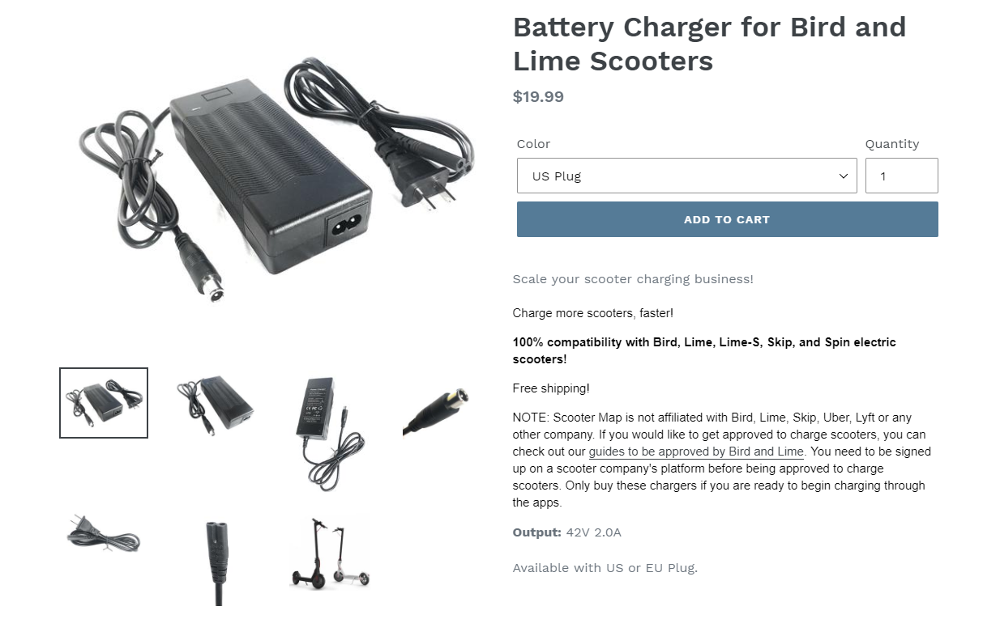 Battery Charger for Bird and
Lime Scooters
$19.99
Color
Quantity
US Plug
1
ADD TO CART
Scale your scooter charging business!
Charge more scooters, faster!
100% compatibility with Bird, Lime, Lime-S, Skip, and Spin electric
scooters!
Free shipping!
NOTE: Scooter Map is not affiliated with Bird, Lime, Skip, Uber, Lyft or any
other company. If you would like to get approved to charge scooters, you can
check out our guides to be approved by Bird and Lime. You need to be signed
up on a scooter company's platform before being approved to charge
scooters. Only buy these chargers if you are ready to begin charging through
the apps.
Output: 42V 2.0A
Available with US or EU Plug.